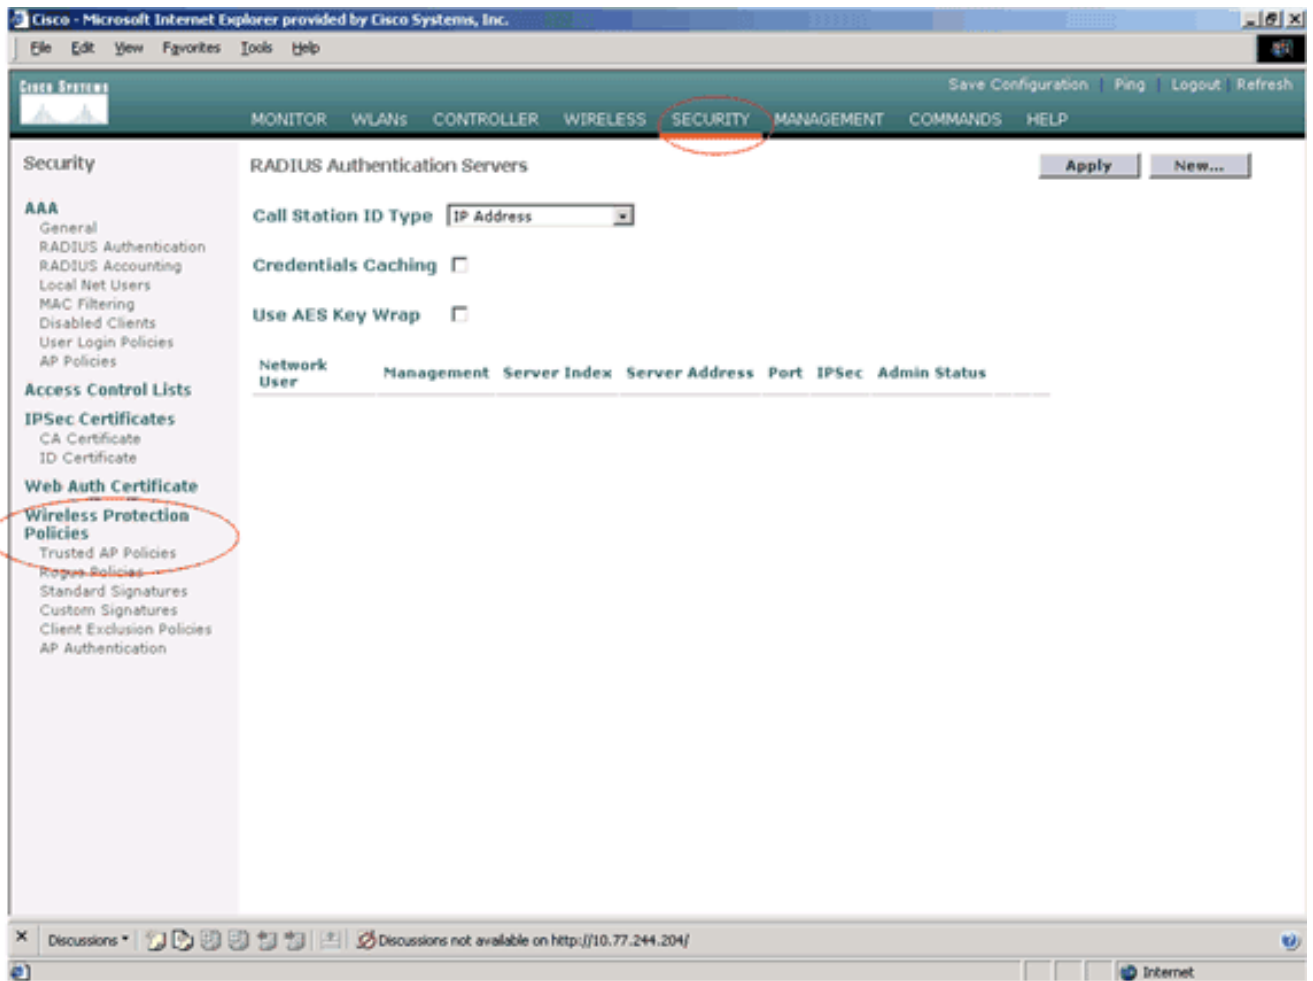 Cisco - Microsoft Internet Explorer provided by Cisco Systems, Inc.
File Edit View Favorites Tools Help
CISCO SYSTEMS
Save Configuration | Ping | Logout | Refresh
MONITOR WLANs CONTROLLER WIRELESS SECURITY MANAGEMENT COMMANDS HELP
Security
AAA
General
RADIUS Authentication
RADIUS Accounting
Local Net Users
MAC Filtering
Disabled Clients
User Login Policies
AP Policies
Access Control Lists
IPSec Certificates
CA Certificate
ID Certificate
Web Auth Certificate
Wireless Protection
Policies
Trusted AP Policies
Rogue Policies
Standard Signatures
Custom Signatures
Client Exclusion Policies
AP Authentication
RADIUS Authentication Servers
Apply New...
Call Station ID Type IP Address
Credentials Caching
Use AES Key Wrap
Network
User Management Server Index Server Address Port IPSec Admin Status
Discussions Discussions not available on http://10.77.244.204/
Internet